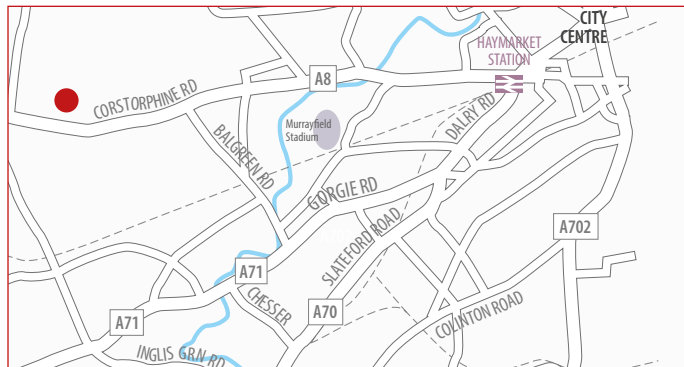 CITY
CENTRE
HAYMARKET
STATION
A8
CORSTORPHINE RD
DALRY RD
Murrayfield
Stadium
BALGREEN RD
GORGIE RD
A702
SLATEFORD ROAD
A71
CHESSER
A70
COLINTON ROAD
A71
INGLIS GRN RD